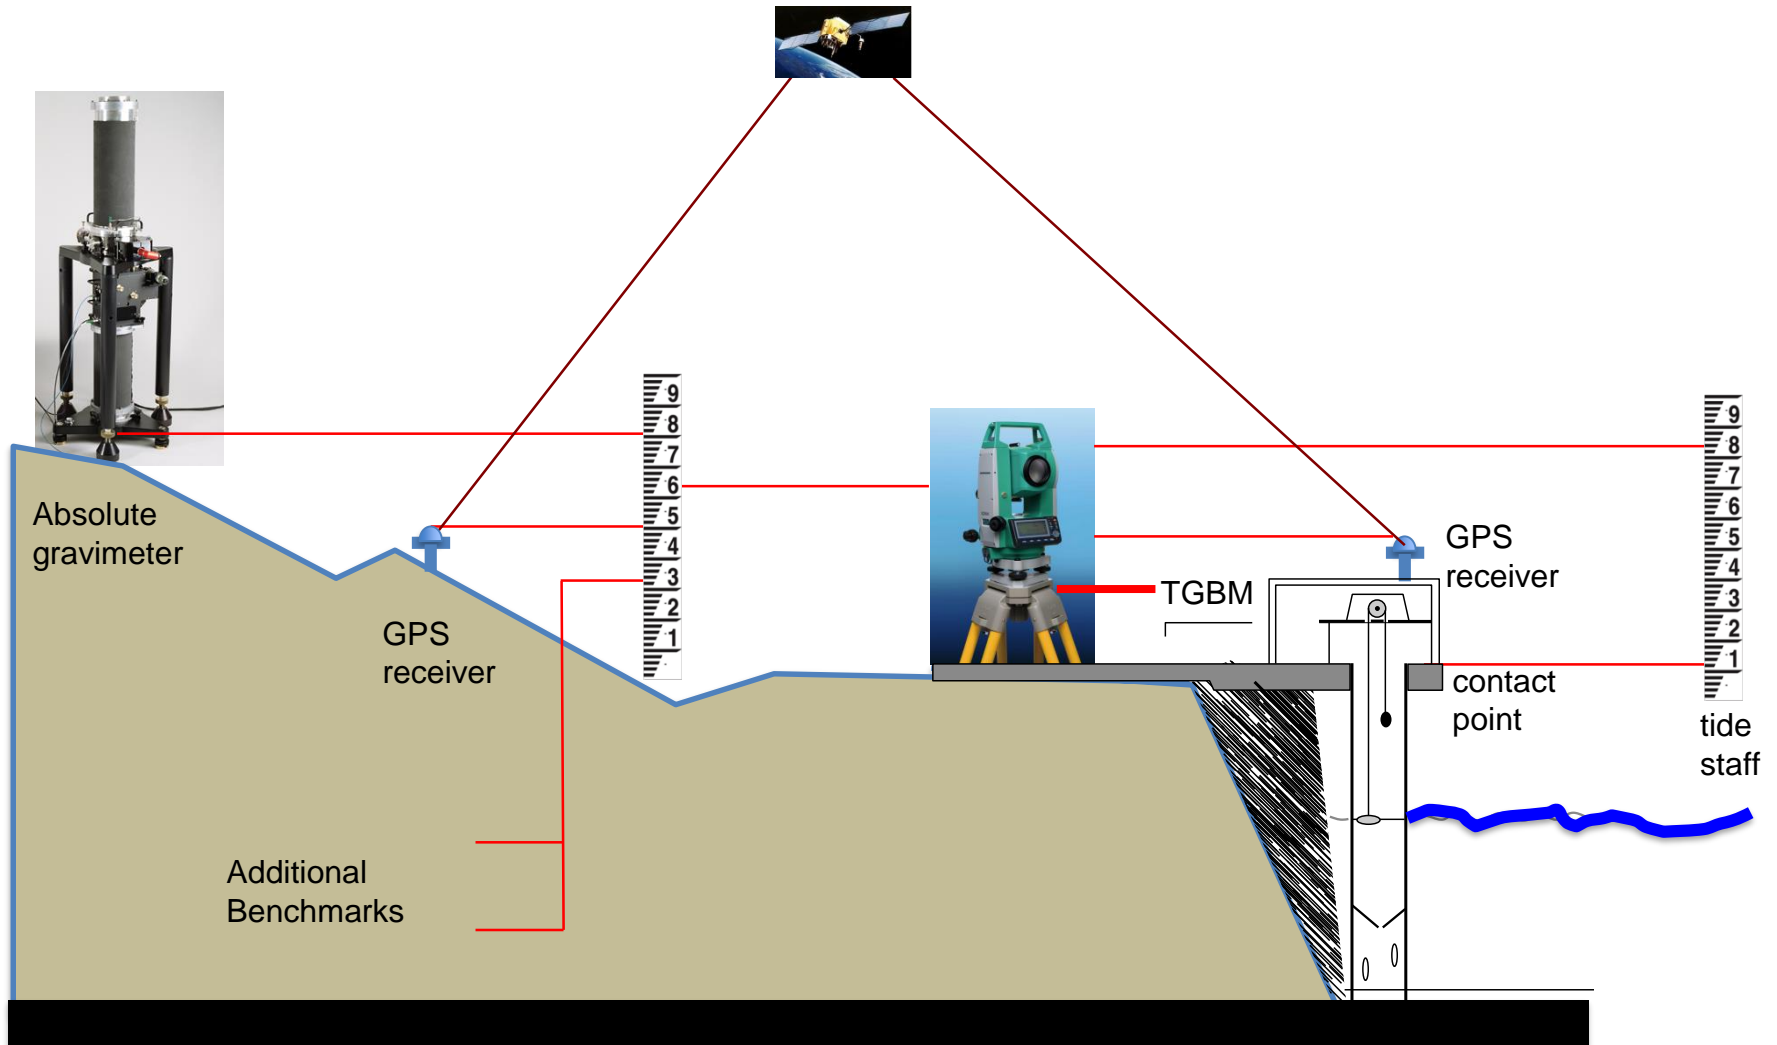 Absolute
gravimeter
GPS
receiver
Additional
Benchmarks
9
8
7
6
5
4
3
2
1
TGBM
GPS
receiver
contact
point
9
8
7
6
5
4
3
2
1
tide
staff